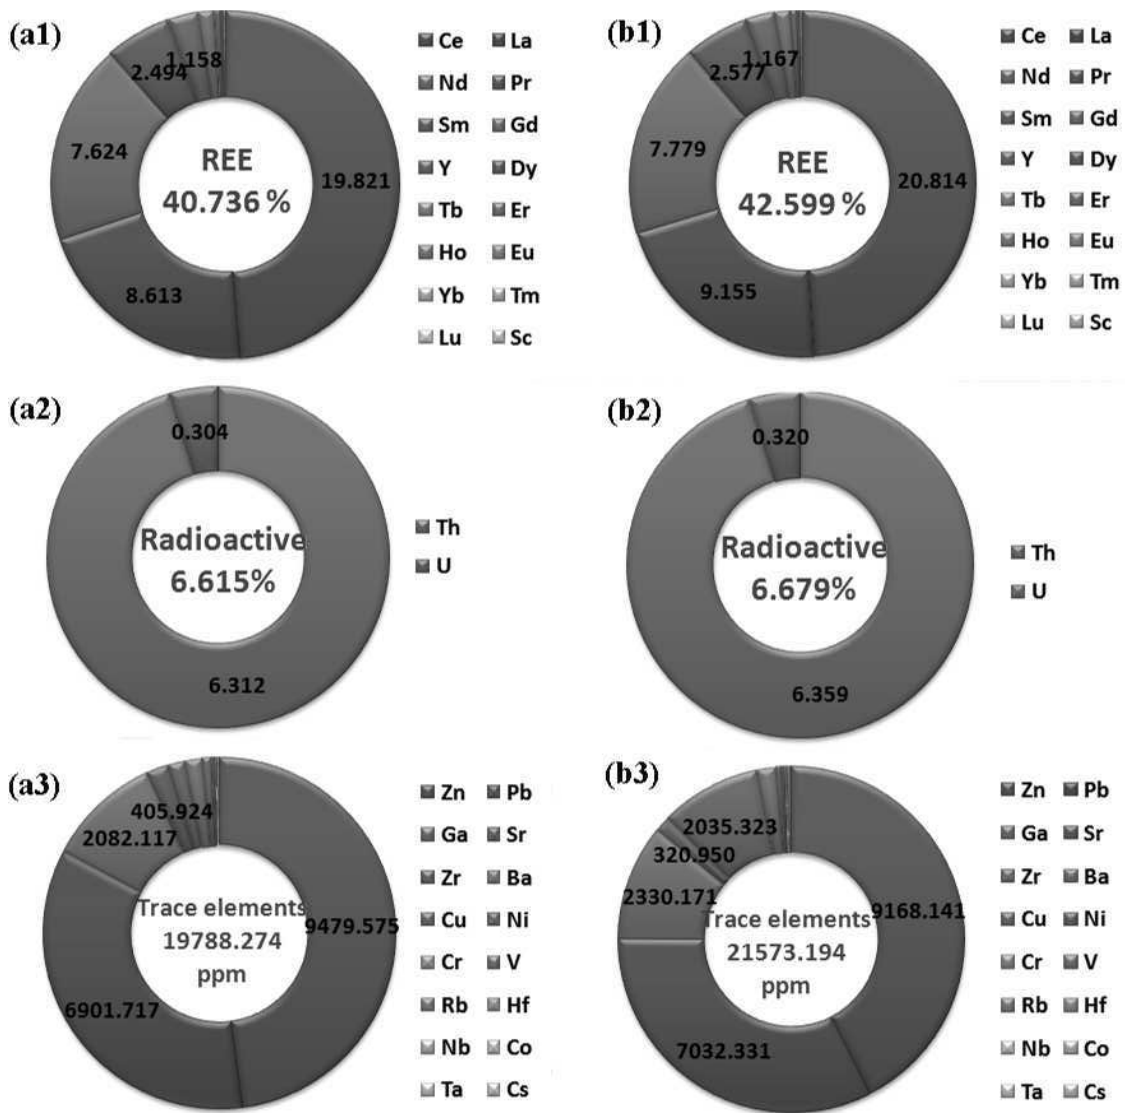 (a1)
1.158
2.494
7.624
19.821
8.613
REE
40.736 %
Ce La
Nd Pr
Sm Gd
Y Dy
Tb Er
Ho Eu
Yb Tm
Lu Sc
(b1)
1.167
2.577
7.779
20.814
9.155
REE
42.599 %
Ce La
Nd Pr
Sm Gd
Y Dy
Tb Er
Ho Eu
Yb Tm
Lu Sc
(a2)
0.304
Radioactive
6.615%
6.312
Th
U
(b2)
0.320
Radioactive
6.679%
6.359
Th
U
(a3)
405.924
2082.117
9479.575
6901.717
Trace elements
19788.274
ppm
Zn Pb
Ga Sr
Zr Ba
Cu Ni
Cr V
Rb Hf
Nb Co
Ta Cs
(b3)
2035.323
320.950
2330.171
9168.141
7032.331
Trace elements
21573.194
ppm
Zn Pb
Ga Sr
Zr Ba
Cu Ni
Cr V
Rb Hf
Nb Co
Ta Cs